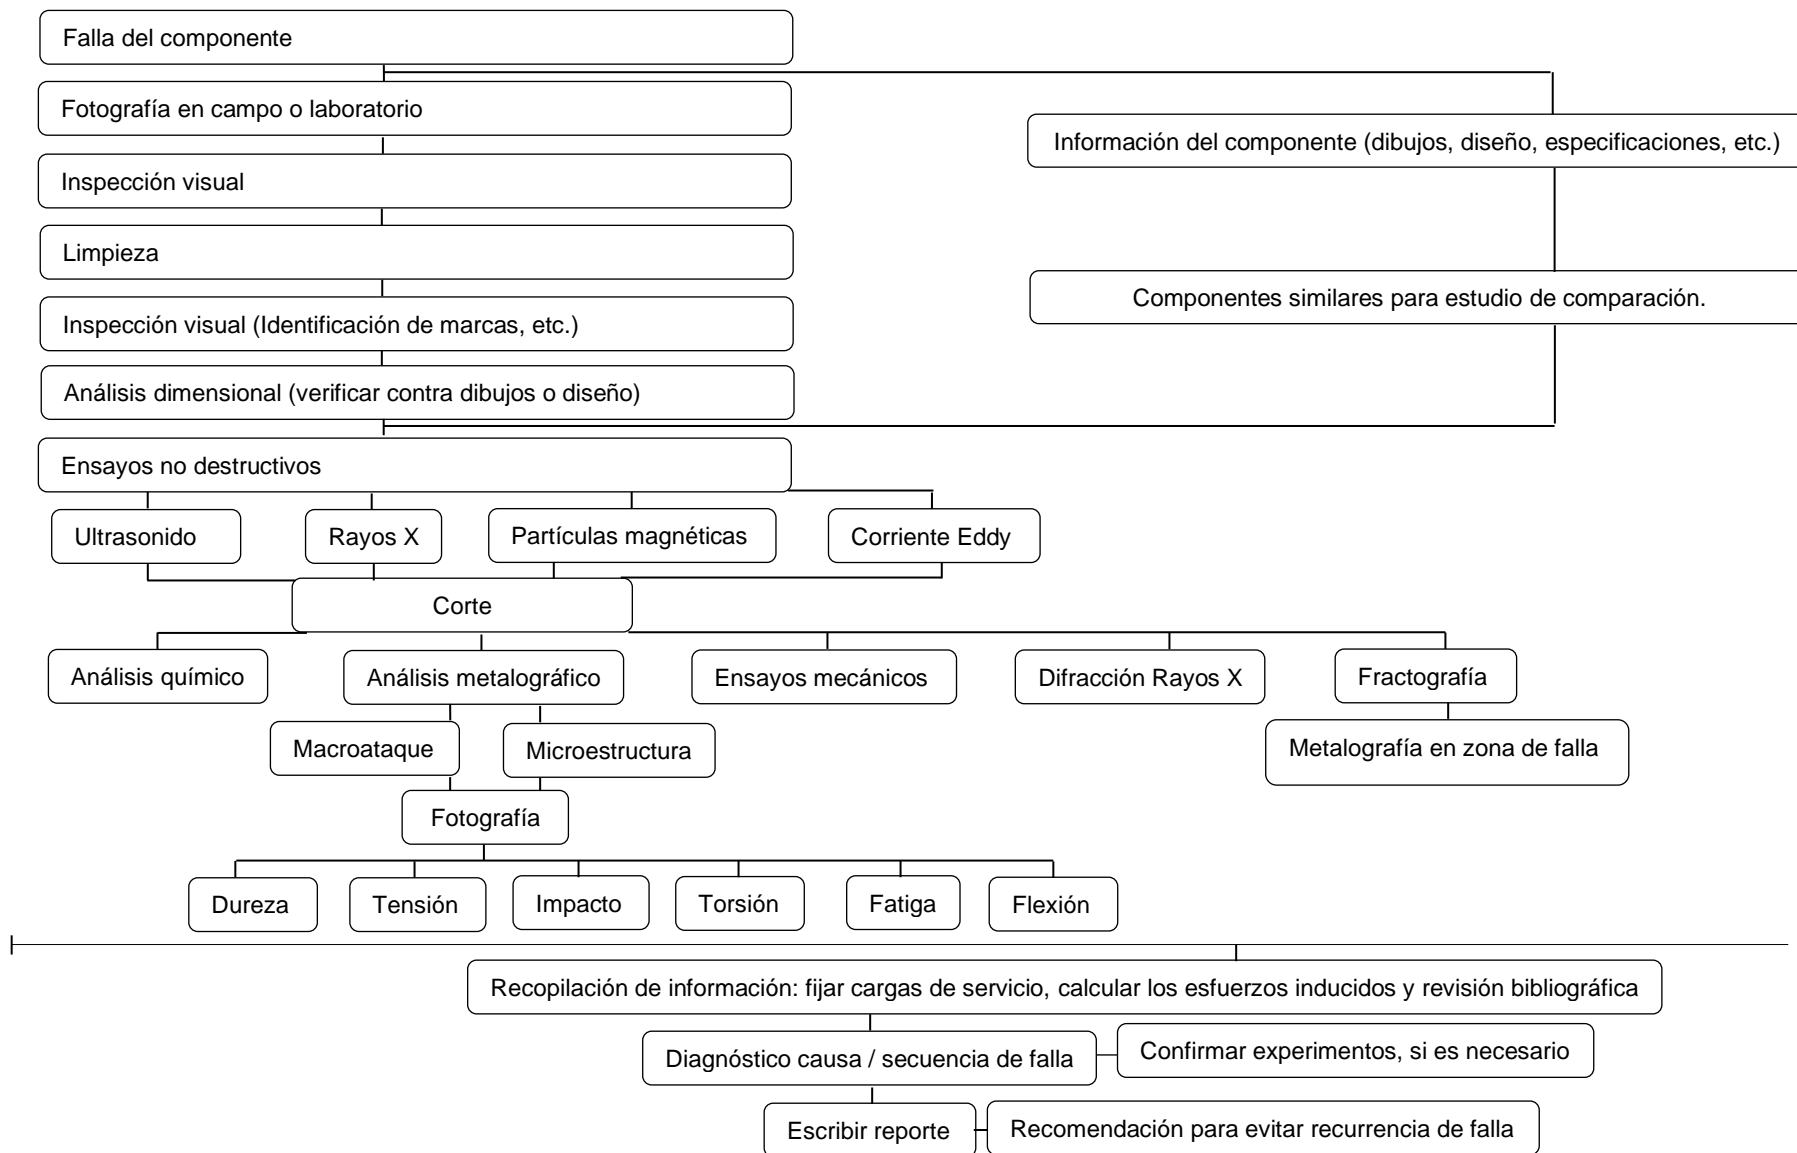 Falla del componente
Fotografía en campo o laboratorio
Información del componente (dibujos, diseño, especificaciones, etc.)
Inspección visual
Limpieza
Componentes similares para estudio de comparación.
Inspección visual (Identificación de marcas, etc.)
Análisis dimensional (verificar contra dibujos o diseño)
Ensayos no destructivos
Ultrasonido
Rayos X
Partículas magnéticas
Corriente Eddy
Corte
Análisis químico
Análisis metalográfico
Ensayos mecánicos
Difracción Rayos X
Fractografía
Macroataque
Microestructura
Metalografía en zona de falla
Fotografía
Dureza
Tensión
Impacto
Torsión
Fatiga
Flexión
Recopilación de información: fijar cargas de servicio, calcular los esfuerzos inducidos y revisión bibliográfica
Diagnóstico causa / secuencia de falla
Confirmar experimentos, si es necesario
Escribir reporte
Recomendación para evitar recurrencia de falla